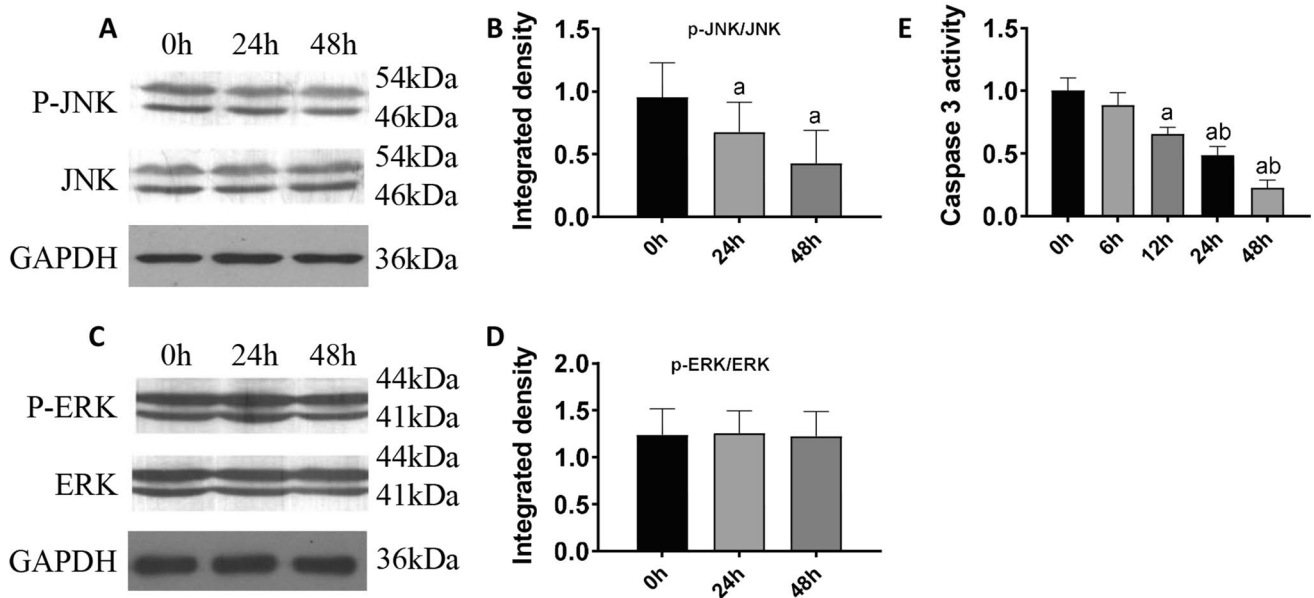 A
0h 24h 48h
P-JNK
54kDa
46kDa
JNK
54kDa
46kDa
GAPDH
36kDa
B
p-JNK/JNK
Integrated density
1.5
1.0
0.5
0.0
a
a
0h 24h 48h
E
Caspase 3 activity
1.5
1.0
0.5
0.0
a
ab
ab
0h 6h 12h 24h 48h
C
0h 24h 48h
P-ERK
44kDa
41kDa
ERK
44kDa
41kDa
GAPDH
36kDa
D
p-ERK/ERK
Integrated density
2.0
1.5
1.0
0.5
0.0
0h 24h 48h